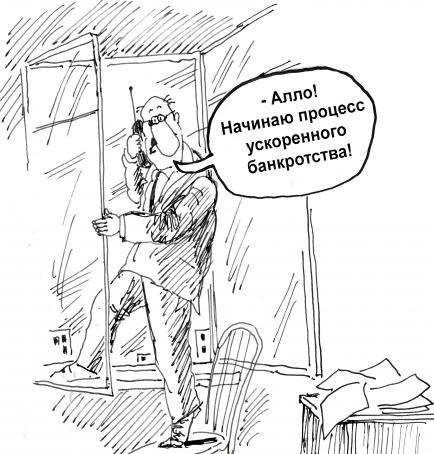 - Алло!
Начинаю процесс
ускоренного
банкротства!